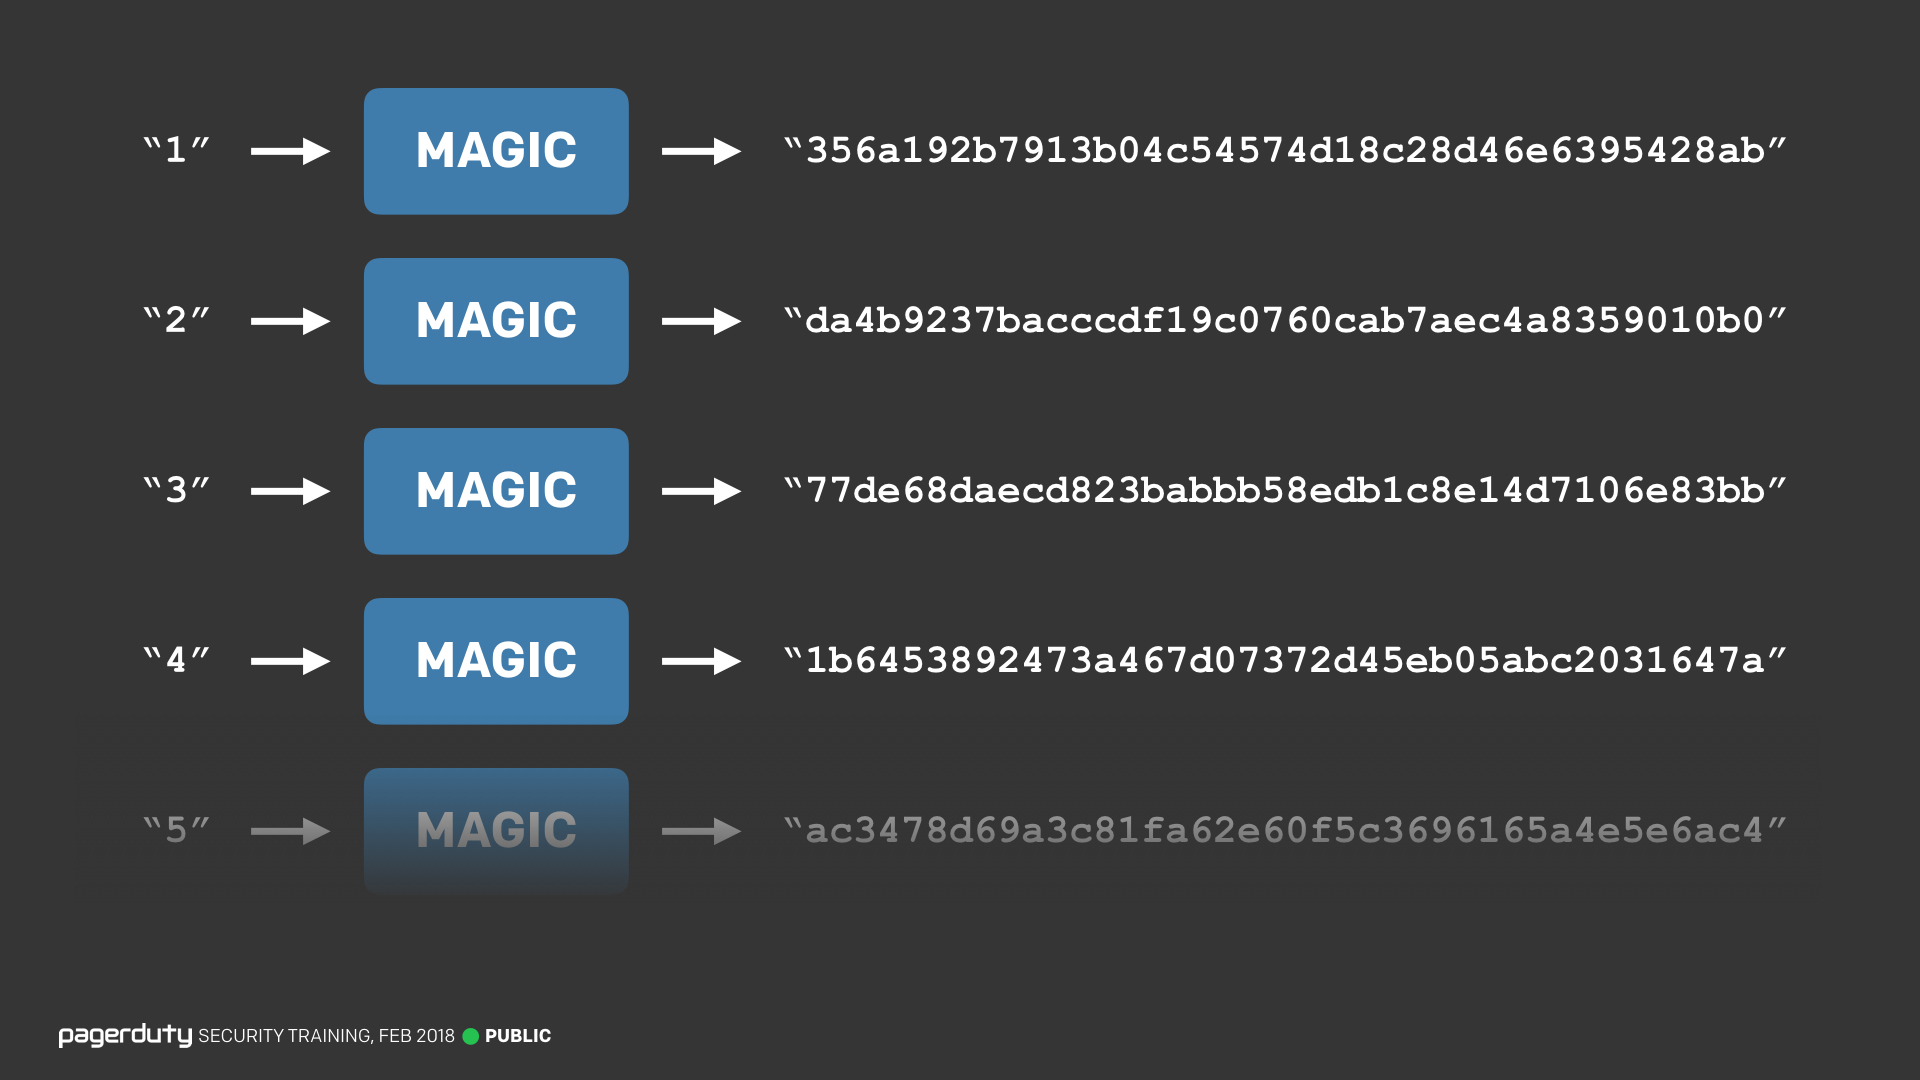 “1” MAGIC “356a192b7913b04c54574d18c28d46e6395428ab”
“2” MAGIC “da4b9237bacccdf19c0760cab7aec4a8359010b0”
“3” MAGIC “77de68daecd823babbb58edb1c8e14d7106e83bb”
“4” MAGIC “1b6453892473a467d07372d45eb05abc2031647a”
“5” MAGIC “ac3478d69a3c81fa62e60f5c3696165a4e5e6ac4”
pagerduty SECURITY TRAINING, FEB 2018 PUBLIC